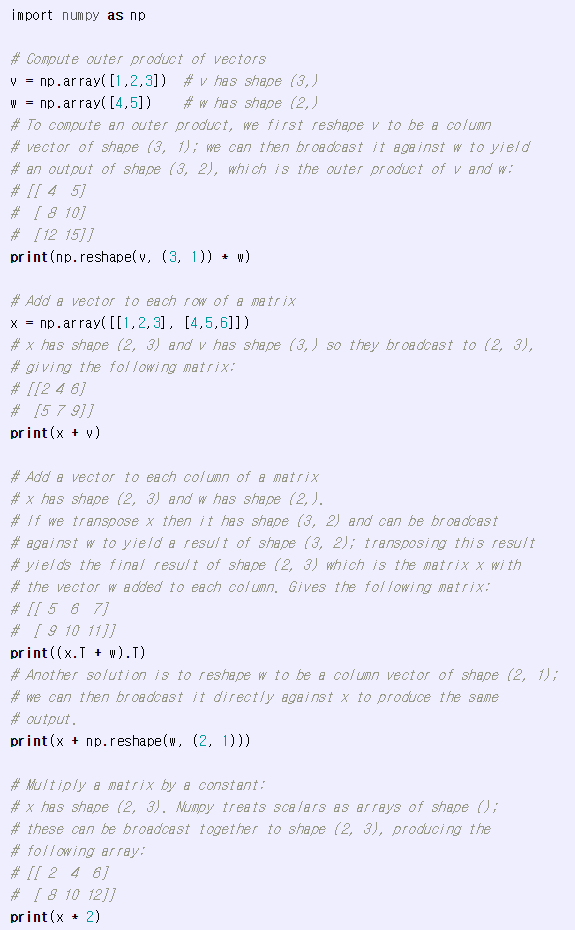 import numpy as np

# Compute outer product of vectors
v = np.array([1,2,3])  # v has shape (3,)
w = np.array([4,5])    # w has shape (2,)
# To compute an outer product, we first reshape v to be a column
# vector of shape (3, 1); we can then broadcast it against w to yield
# an output of shape (3, 2), which is the outer product of v and w:
# [[ 4  5]
#  [ 8 10]
#  [12 15]]
print(np.reshape(v, (3, 1)) * w)

# Add a vector to each row of a matrix
x = np.array([[1,2,3], [4,5,6]])
# x has shape (2, 3) and v has shape (3,) so they broadcast to (2, 3),
# giving the following matrix:
# [[2 4 6]
#  [5 7 9]]
print(x + v)

# Add a vector to each column of a matrix
# x has shape (2, 3) and w has shape (2,).
# If we transpose x then it has shape (3, 2) and can be broadcast
# against w to yield a result of shape (3, 2); transposing this result
# yields the final result of shape (2, 3) which is the matrix x with
# the vector w added to each column. Gives the following matrix:
# [[ 5  6  7]
#  [ 9 10 11]]
print((x.T + w).T)
# Another solution is to reshape w to be a column vector of shape (2, 1);
# we can then broadcast it directly against x to produce the same
# output.
print(x + np.reshape(w, (2, 1)))

# Multiply a matrix by a constant:
# x has shape (2, 3). Numpy treats scalars as arrays of shape ();
# these can be broadcast together to shape (2, 3), producing the
# following array:
# [[ 2  4  6]
#  [ 8 10 12]]
print(x * 2)